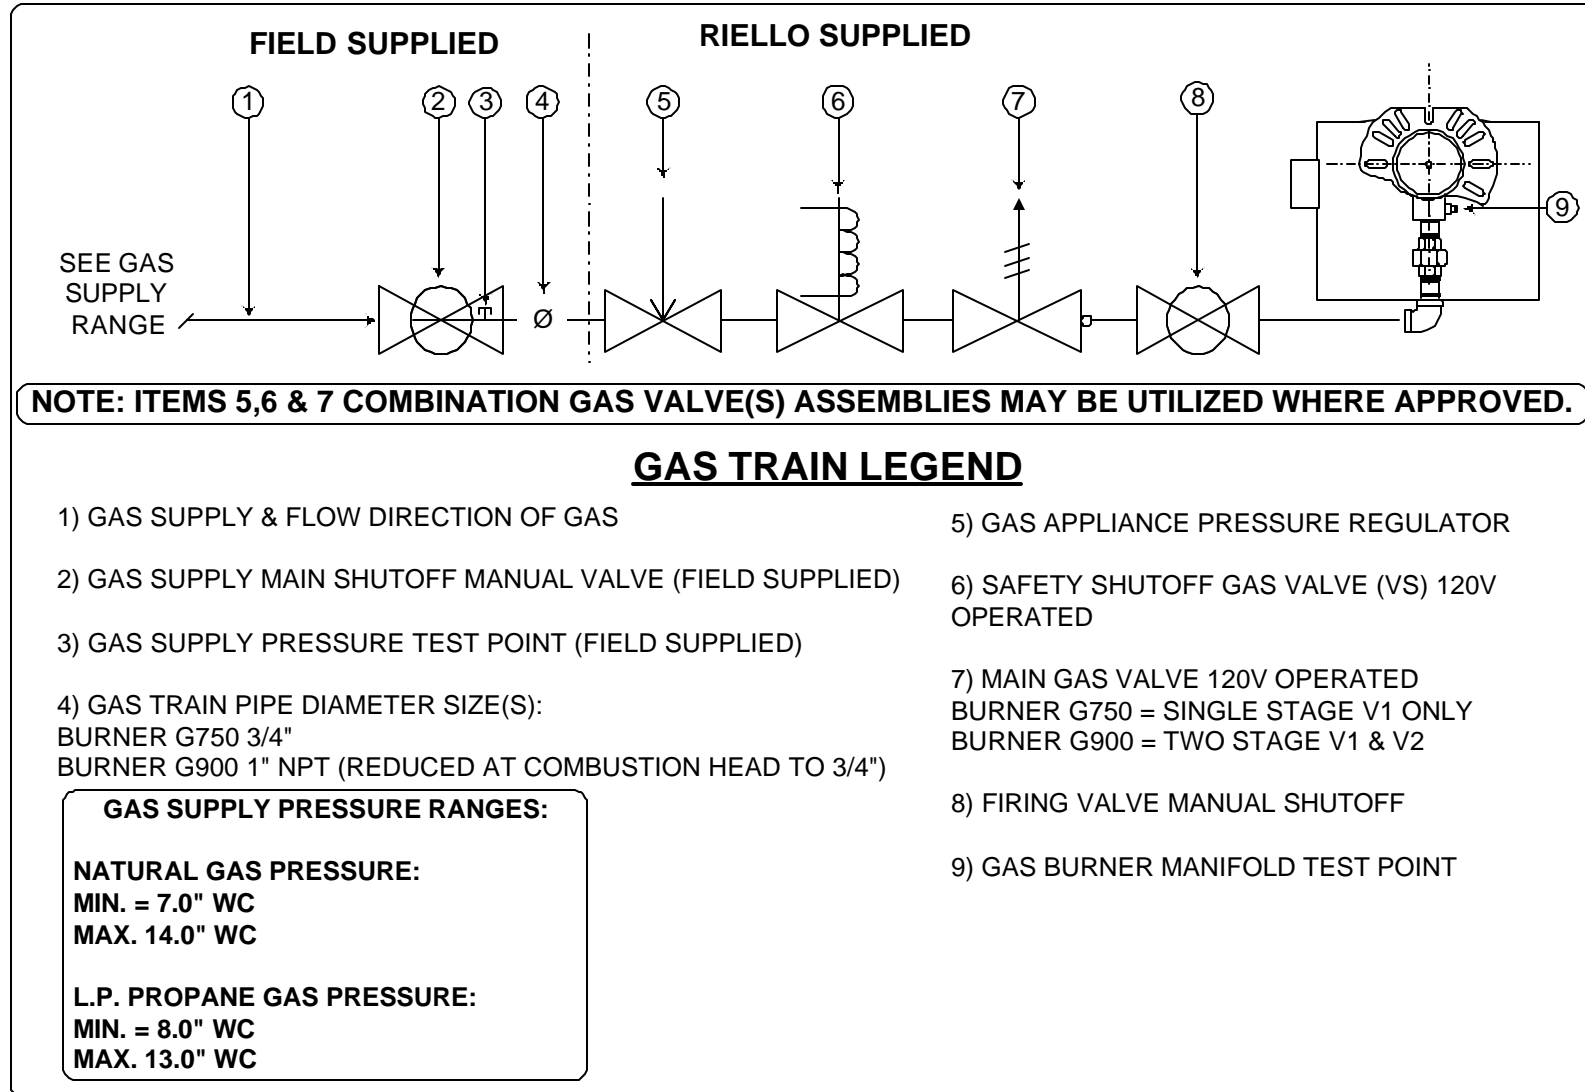 FIELD SUPPLIED
RIELLO SUPPLIED
1
2
3
4
5
6
7
8
9
SEE GAS
SUPPLY
RANGE
Ø
NOTE: ITEMS 5,6 & 7 COMBINATION GAS VALVE(S) ASSEMBLIES MAY BE UTILIZED WHERE APPROVED.
GAS TRAIN LEGEND
1) GAS SUPPLY & FLOW DIRECTION OF GAS
2) GAS SUPPLY MAIN SHUTOFF MANUAL VALVE (FIELD SUPPLIED)
3) GAS SUPPLY PRESSURE TEST POINT (FIELD SUPPLIED)
4) GAS TRAIN PIPE DIAMETER SIZE(S):
BURNER G750 3/4"
BURNER G900 1" NPT (REDUCED AT COMBUSTION HEAD TO 3/4")
GAS SUPPLY PRESSURE RANGES:
NATURAL GAS PRESSURE:
MIN. = 7.0" WC
MAX. 14.0" WC
L.P. PROPANE GAS PRESSURE:
MIN. = 8.0" WC
MAX. 13.0" WC
5) GAS APPLIANCE PRESSURE REGULATOR
6) SAFETY SHUTOFF GAS VALVE (VS) 120V
OPERATED
7) MAIN GAS VALVE 120V OPERATED
BURNER G750 = SINGLE STAGE V1 ONLY
BURNER G900 = TWO STAGE V1 & V2
8) FIRING VALVE MANUAL SHUTOFF
9) GAS BURNER MANIFOLD TEST POINT